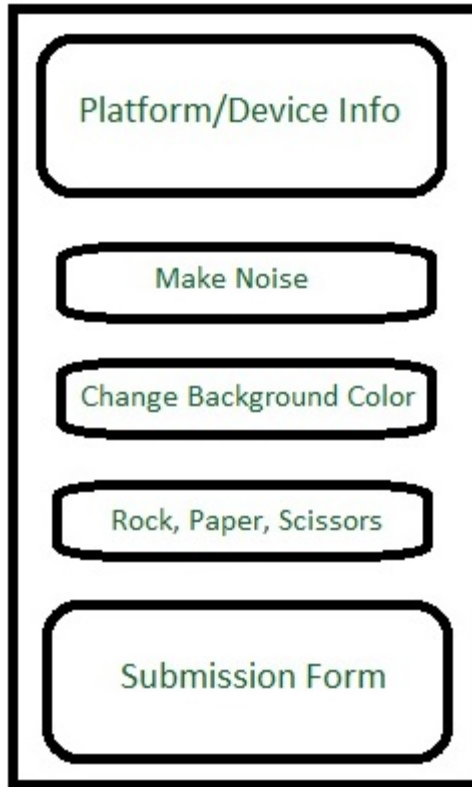 Platform/Device Info
Make Noise
Change Background Color
Rock, Paper, Scissors
Submission Form